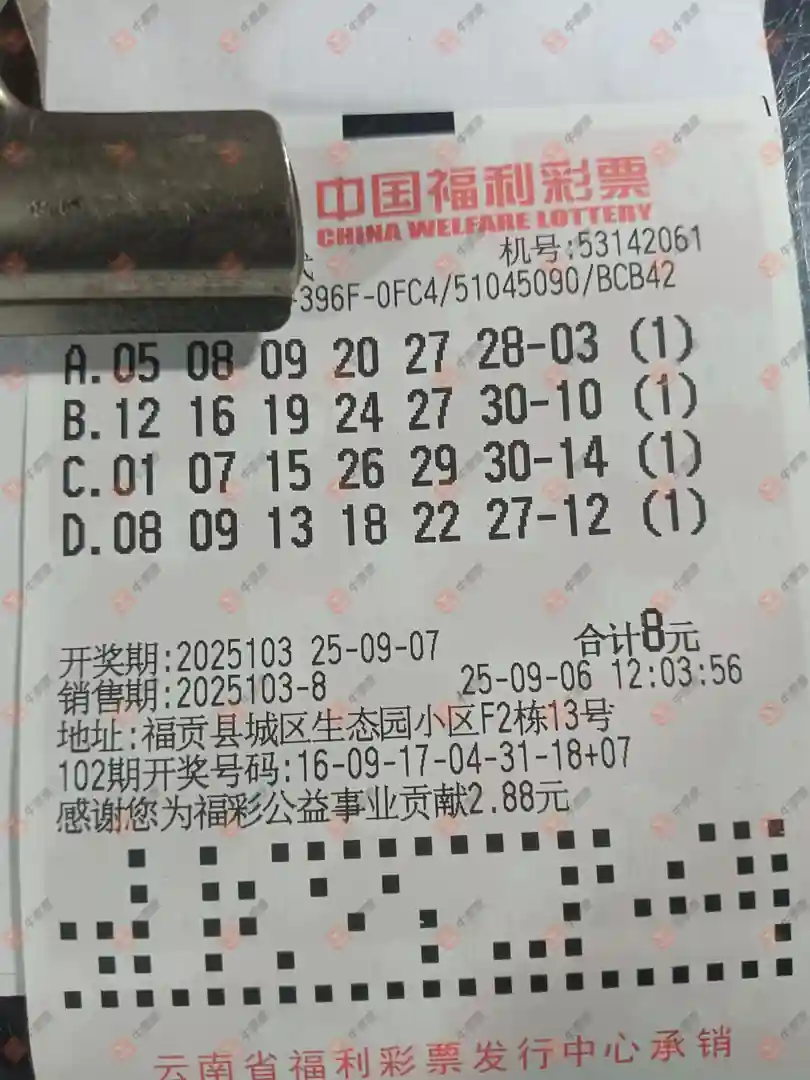 中国福利彩票
CHINA WELFARE LOTTERY
式 机号:53142061
-396F-0FC4/51045090/BCB42
A.05 08 09 20 27 28-03 (1)
B.12 16 19 24 27 30-10 (1)
C.01 07 15 26 29 30-14 (1)
D.08 09 13 18 22 27-12 (1)
开奖期:2025103 25-09-07 合计8元
销售期:2025103-8 25-09-06 12:03:56
地址:福贡县城区生态园小区F2栋13号
102期开奖号码:16-09-17-04-31-18+07
感谢您为福彩公益事业贡献2.88元
云南省福利彩票发行中心承销